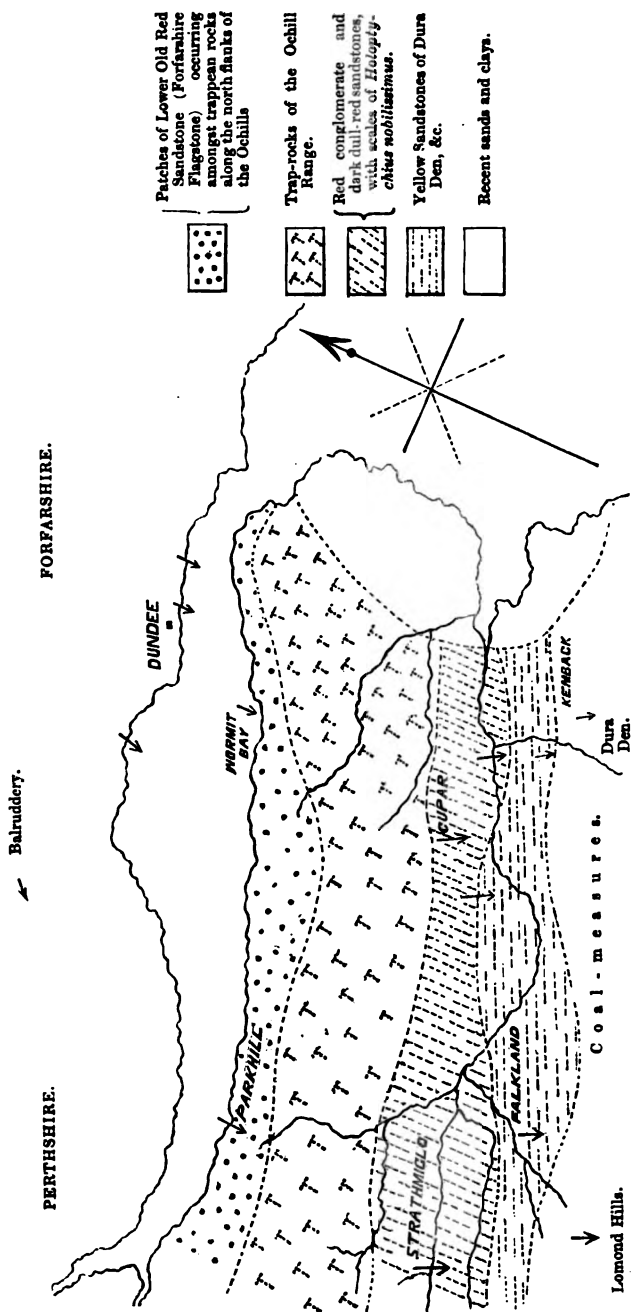 PERTHSHIRE.
Balruddery.
FORFARSHIRE.
DUNDEE
PARKHILL
WORMIT
BAY
STRATHMIGLO
CUPAR
FALKLAND
KEMBACK
Coal-measures.
Lomond Hills.
Dura
Den.
Patches of Lower Old Red
Sandstone (Forfarshire
Flagstone) occurring
amongst trappean rocks
along the north flanks of
the Ochills
Trap-rocks of the Ochill
Range.
Red conglomerate and
dark dull-red sandstones,
with scales of Holopty-
chius nobilissimus.
Yellow Sandstones of Dura
Den, &c.
Recent sands and clays.